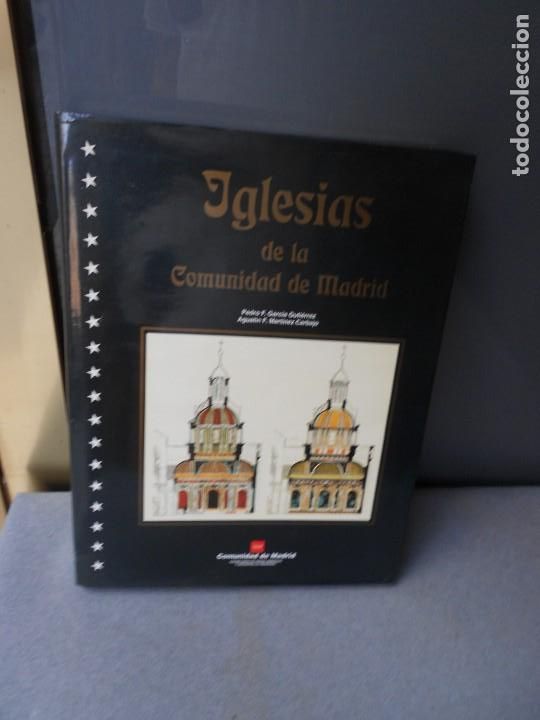 Iglesias
de la
Comunidad de Madrid
Pedro F. García Gutiérrez
Agustín F. Martínez Carbajo
Comunidad de Madrid
todocoleccion